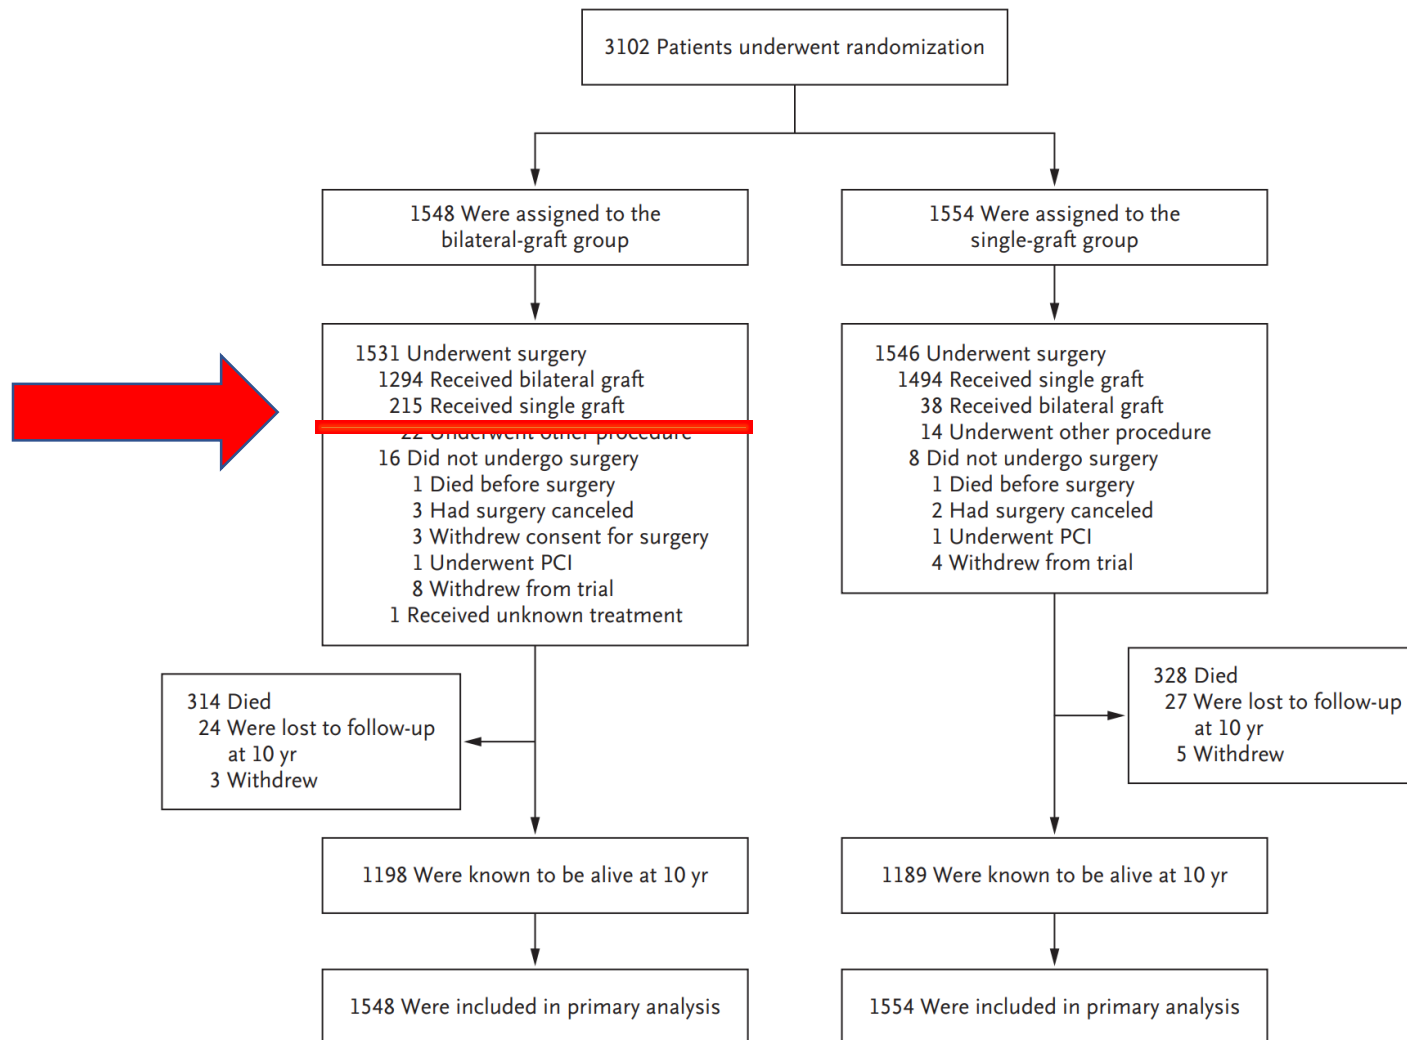 3102 Patients underwent randomization
1548 Were assigned to the
bilateral-graft group
1554 Were assigned to the
single-graft group
1531 Underwent surgery
1294 Received bilateral graft
215 Received single graft
22 Underwent other procedure
16 Did not undergo surgery
1 Died before surgery
3 Had surgery canceled
3 Withdrew consent for surgery
1 Underwent PCI
8 Withdrew from trial
1 Received unknown treatment
1546 Underwent surgery
1494 Received single graft
38 Received bilateral graft
14 Underwent other procedure
8 Did not undergo surgery
1 Died before surgery
2 Had surgery canceled
1 Underwent PCI
4 Withdrew from trial
314 Died
24 Were lost to follow-up
at 10 yr
3 Withdrew
328 Died
27 Were lost to follow-up
at 10 yr
5 Withdrew
1198 Were known to be alive at 10 yr
1189 Were known to be alive at 10 yr
1548 Were included in primary analysis
1554 Were included in primary analysis